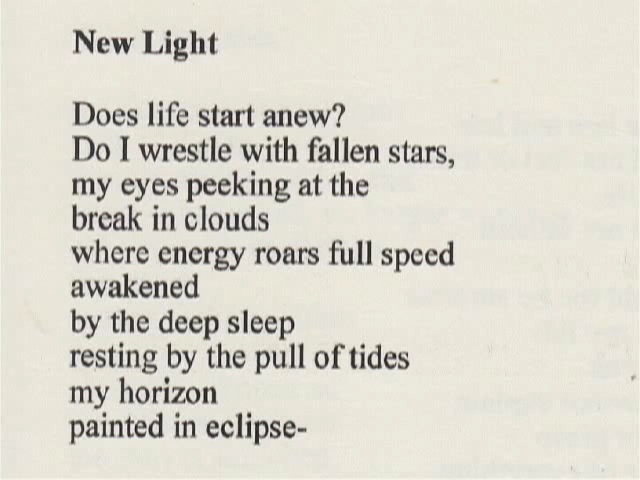 New Light
Does life start anew?
Do I wrestle with fallen stars,
my eyes peeking at the
break in clouds
where energy roars full speed
awakened
by the deep sleep
resting by the pull of tides
my horizon
painted in eclipse-